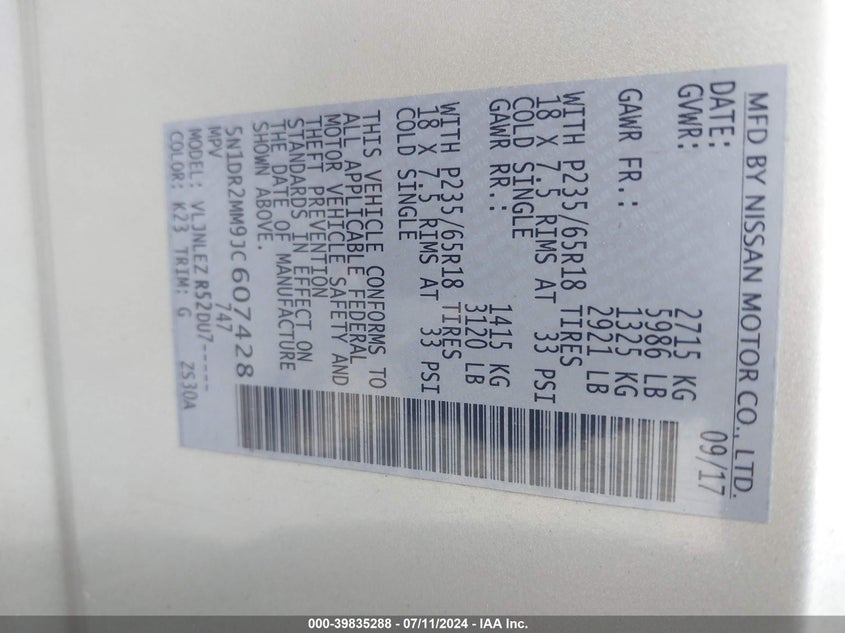 MFD BY NISSAN MOTOR CO., LTD.
DATE: 09/17
GVWR: 2715 KG
5986 LB
GAWR FR.: 1325 KG
2921 LB
WITH P235/65R18 TIRES
18 X 7.5 RIMS AT 33 PSI
COLD SINGLE
GAWR RR.: 1415 KG
3120 LB
WITH P235/65R18 TIRES
18 X 7.5 RIMS AT 33 PSI
COLD SINGLE
THIS VEHICLE CONFORMS TO
ALL APPLICABLE FEDERAL
MOTOR VEHICLE SAFETY AND
THEFT PREVENTION
STANDARDS IN EFFECT ON
THE DATE OF MANUFACTURE
SHOWN ABOVE.
5N1DR2MM9JC607428
MPV 747
MODEL: VLJNLEZ R52DU7-----
COLOR: K23 TRIM: G ZS30A
000-39835288 - 07/11/2024 - IAA Inc.